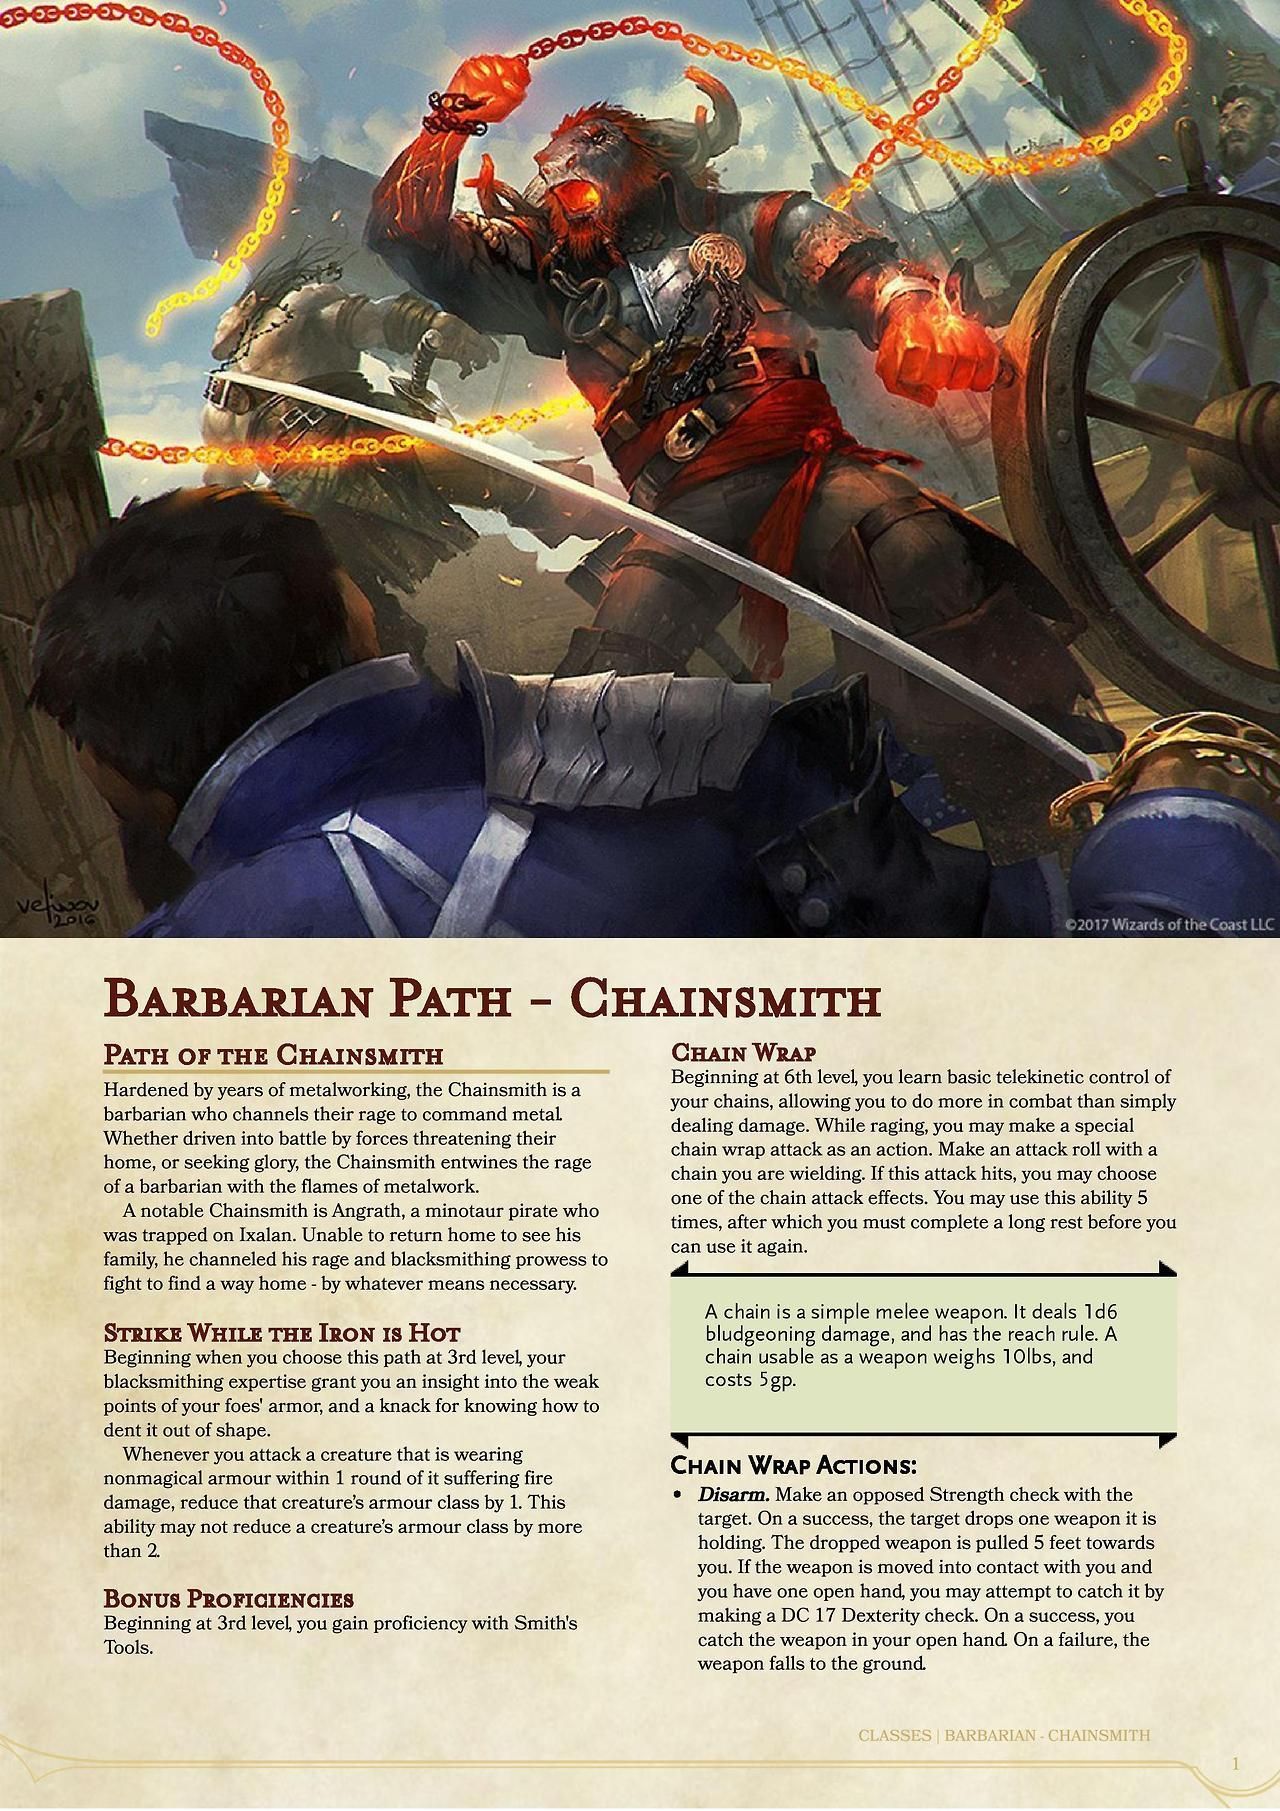 velinov
2016
©2017 Wizards of the Coast LLC
Barbarian Path - Chainsmith
Path of the Chainsmith
Hardened by years of metalworking, the Chainsmith is a
barbarian who channels their rage to command metal.
Whether driven into battle by forces threatening their
home, or seeking glory, the Chainsmith entwines the rage
of a barbarian with the flames of metalwork.
A notable Chainsmith is Angrath, a minotaur pirate who
was trapped on Ixalan. Unable to return home to see his
family, he channeled his rage and blacksmithing prowess to
fight to find a way home - by whatever means necessary.
Strike While the Iron is Hot
Beginning when you choose this path at 3rd level, your
blacksmithing expertise grant you an insight into the weak
points of your foes' armor, and a knack for knowing how to
dent it out of shape.
Whenever you attack a creature that is wearing
nonmagical armour within 1 round of it suffering fire
damage, reduce that creature's armour class by 1. This
ability may not reduce a creature's armour class by more
than 2.
Bonus Proficiencies
Beginning at 3rd level, you gain proficiency with Smith's
Tools.
Chain Wrap
Beginning at 6th level, you learn basic telekinetic control of
your chains, allowing you to do more in combat than simply
dealing damage. While raging, you may make a special
chain wrap attack as an action. Make an attack roll with a
chain you are wielding. If this attack hits, you may choose
one of the chain attack effects. You may use this ability 5
times, after which you must complete a long rest before you
can use it again.
A chain is a simple melee weapon. It deals 1d6
bludgeoning damage, and has the reach rule. A
chain usable as a weapon weighs 10lbs, and
costs 5gp.
Chain Wrap Actions:
• Disarm. Make an opposed Strength check with the
target. On a success, the target drops one weapon it is
holding. The dropped weapon is pulled 5 feet towards
you. If the weapon is moved into contact with you and
you have one open hand, you may attempt to catch it by
making a DC 17 Dexterity check. On a success, you
catch the weapon in your open hand. On a failure, the
weapon falls to the ground.
CLASSES | BARBARIAN - CHAINSMITH
1